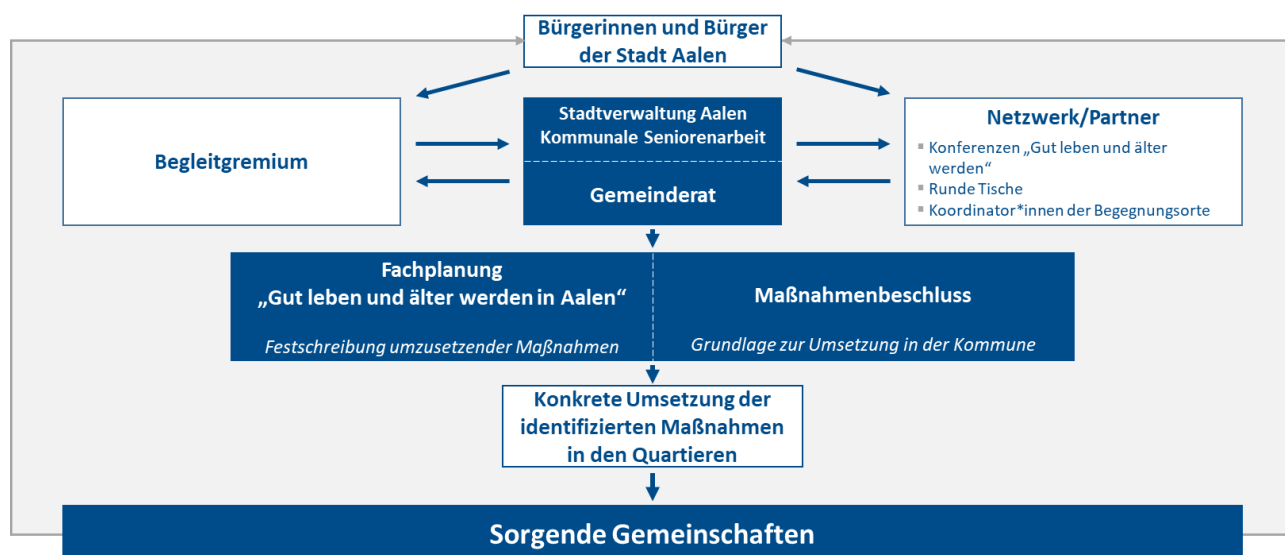 Bürgerinnen und Bürger
der Stadt Aalen
Begleitgremium
Stadtverwaltung Aalen
Kommunale Seniorenarbeit
Gemeinderat
Netzwerk/Partner
▪ Konferenzen „Gut leben und älter
werden“
▪ Runde Tische
▪ Koordinator*innen der Begegnungsorte
Fachplanung
„Gut leben und älter werden in Aalen“
Festschreibung umzusetzender Maßnahmen
Maßnahmenbeschluss
Grundlage zur Umsetzung in der Kommune
Konkrete Umsetzung der
identifizierten Maßnahmen
in den Quartieren
Sorgende Gemeinschaften